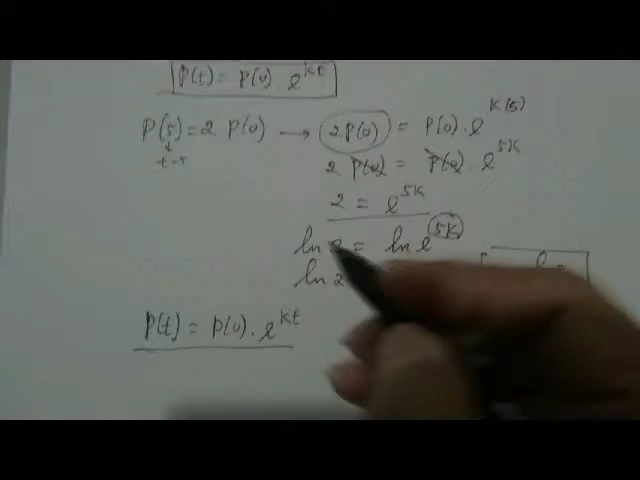 P(t) = P(0) e^kt
P(5) = 2 P(0) → 2P(0) = P(0) . e^k(5)
t=5
2 P(0) = P(0) . e^5k
2 = e^5k
ln 2 = ln e^5k
ln 2
P(t) = P(0) . e^kt